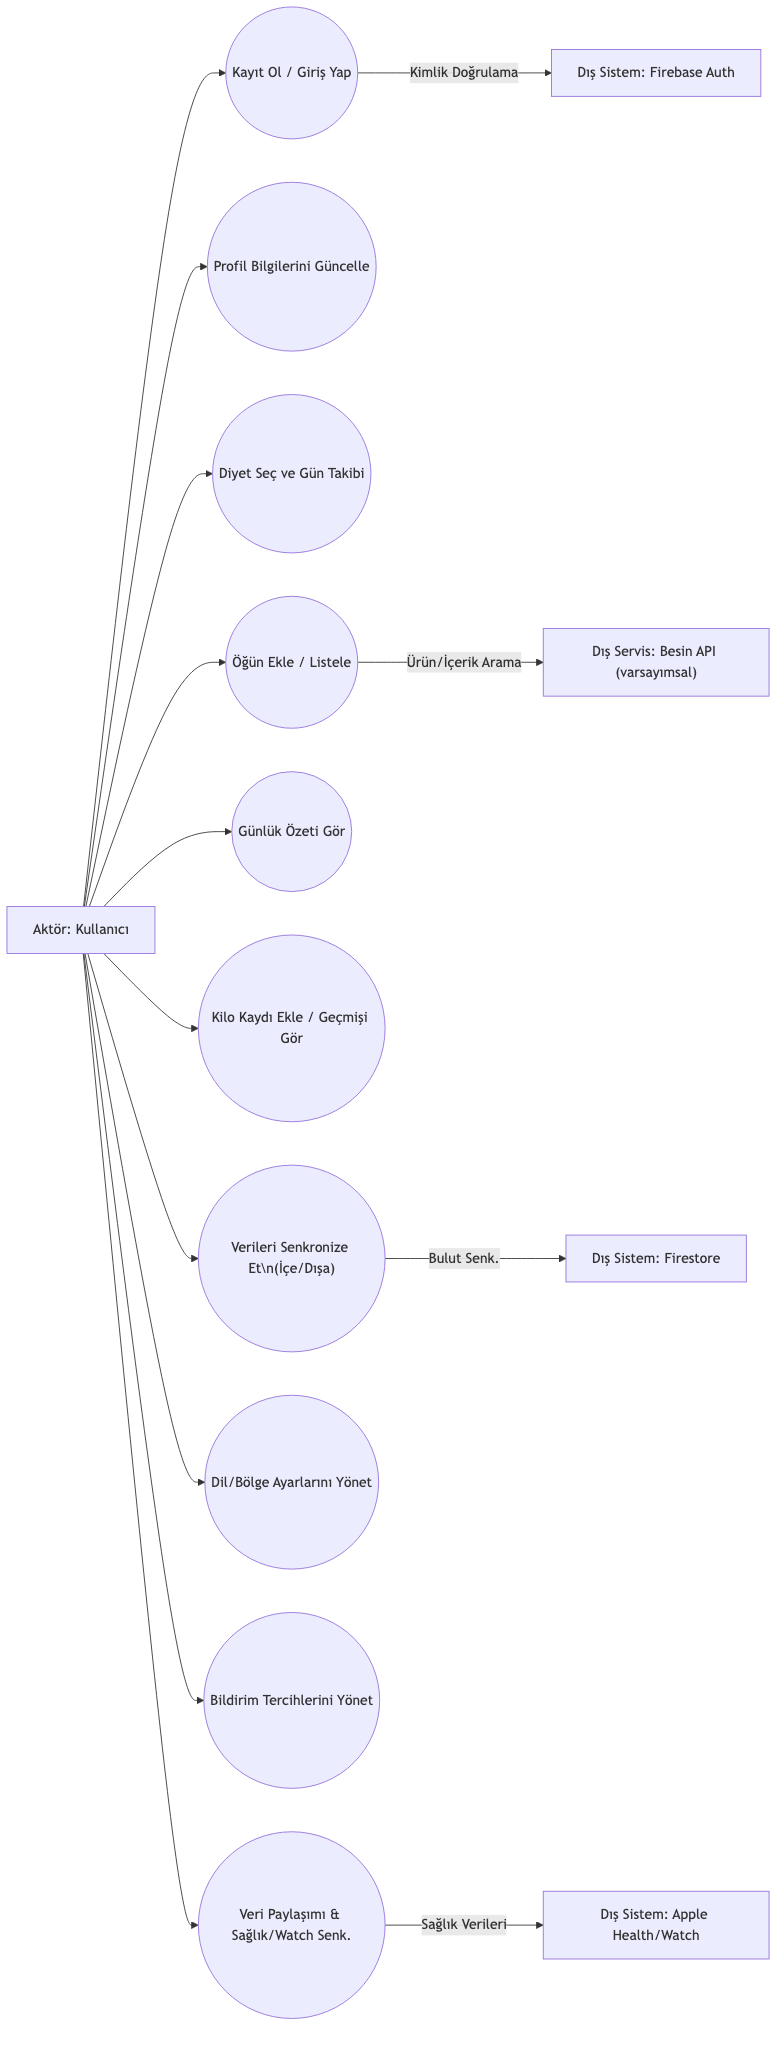 Kayıt Ol / Giriş Yap
Kimlik Doğrulama
Dış Sistem: Firebase Auth
Profil Bilgilerini Güncelle
Diyet Seç ve Gün Takibi
Öğün Ekle / Listele
Ürün/İçerik Arama
Dış Servis: Besin API
(varsayımsal)
Günlük Özeti Gör
Aktör: Kullanıcı
Kilo Kaydı Ekle / Geçmişi
Gör
Verileri Senkronize
Et\n(İçe/Dışa)
Bulut Senk.
Dış Sistem: Firestore
Dil/Bölge Ayarlarını Yönet
Bildirim Tercihlerini Yönet
Veri Paylaşımı &
Sağlık/Watch Senk.
Sağlık Verileri
Dış Sistem: Apple
Health/Watch